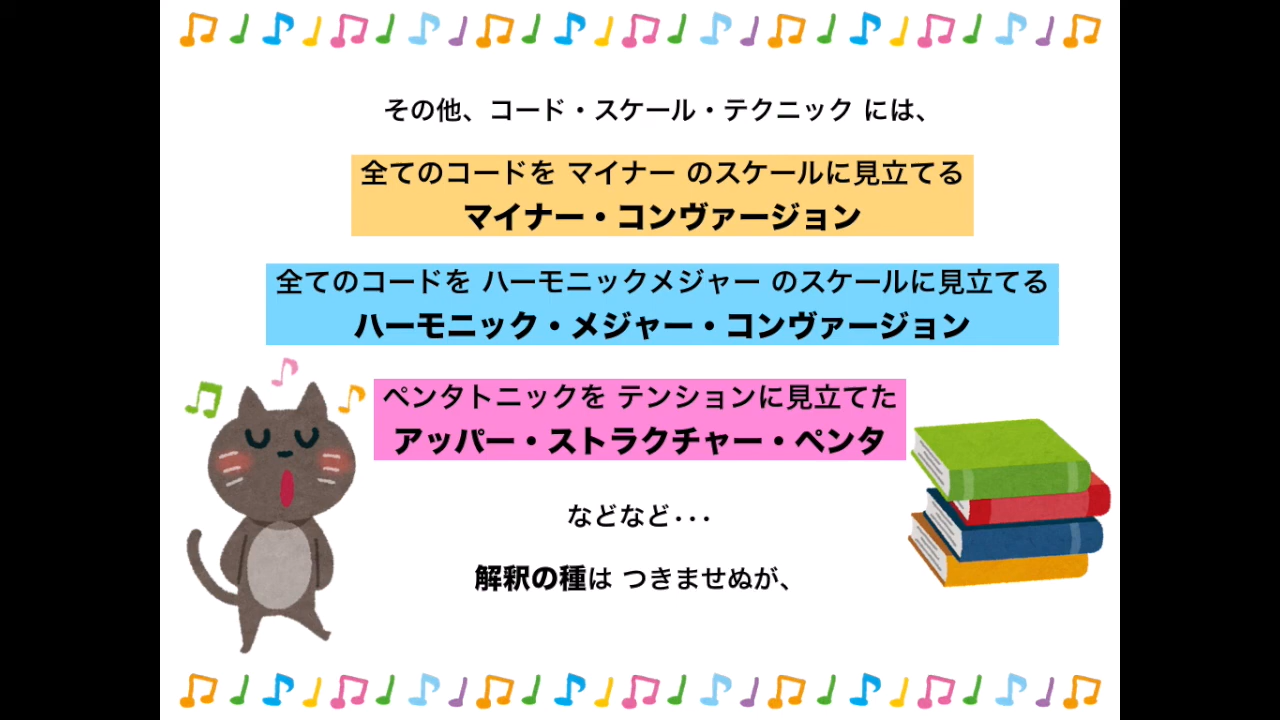 その他、コード・スケール・テクニック には、
全てのコードを マイナー のスケールに見立てる
マイナー・コンヴァージョン
全てのコードを ハーモニックメジャー のスケールに見立てる
ハーモニック・メジャー・コンヴァージョン
ペンタトニックを テンションに見立てた
アッパー・ストラクチャー・ペンタ
などなど･･･
解釈の種は つきませぬが、